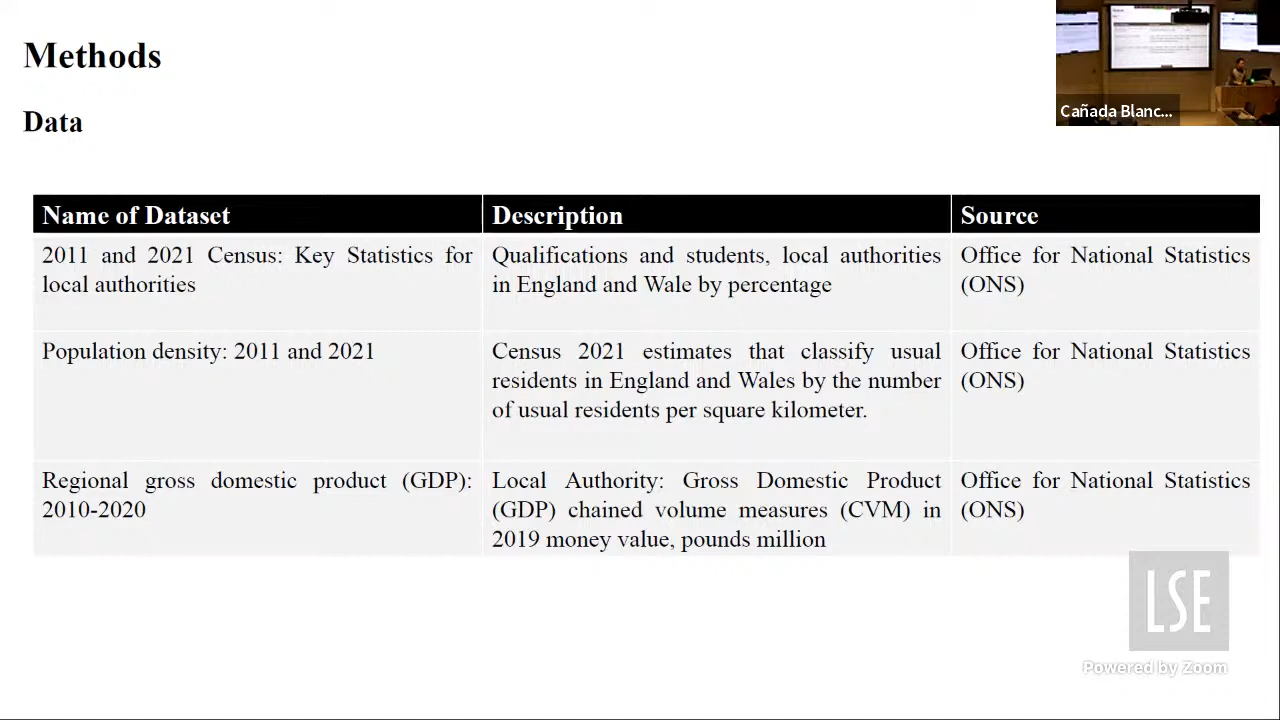 Methods
Data
Cañada Blanc...
Name of Dataset
Description
Source
2011 and 2021 Census: Key Statistics for
local authorities
Qualifications and students, local authorities
in England and Wale by percentage
Office for National Statistics
(ONS)
Population density: 2011 and 2021
Census 2021 estimates that classify usual
residents in England and Wales by the number
of usual residents per square kilometer.
Office for National Statistics
(ONS)
Regional gross domestic product (GDP):
2010-2020
Local Authority: Gross Domestic Product
(GDP) chained volume measures (CVM) in
2019 money value, pounds million
Office for National Statistics
(ONS)
LSE
Powered by Zoom